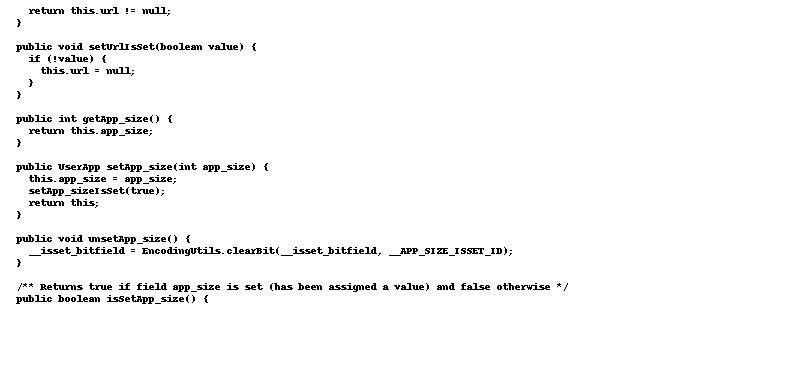 return this.url != null;
  }

  public void setUrlIsSet(boolean value) {
    if (!value) {
      this.url = null;
    }
  }

  public int getApp_size() {
    return this.app_size;
  }

  public UserApp setApp_size(int app_size) {
    this.app_size = app_size;
    setApp_sizeIsSet(true);
    return this;
  }

  public void unsetApp_size() {
    __isset_bitfield = EncodingUtils.clearBit(__isset_bitfield, __APP_SIZE_ISSET_ID);
  }

  /** Returns true if field app_size is set (has been assigned a value) and false otherwise */
  public boolean isSetApp_size() {